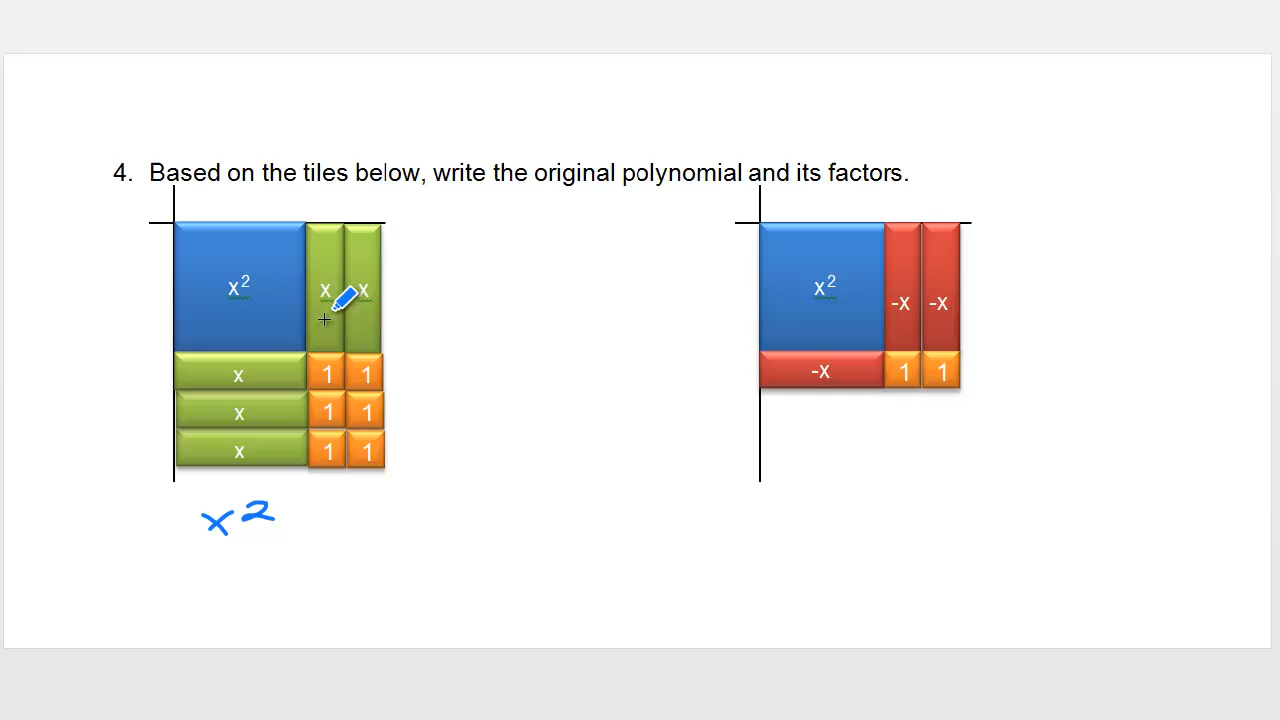 4. Based on the tiles below, write the original polynomial and its factors.
x² x x
x 1 1
x 1 1
x 1 1
x²
x² -x -x
-x 1 1